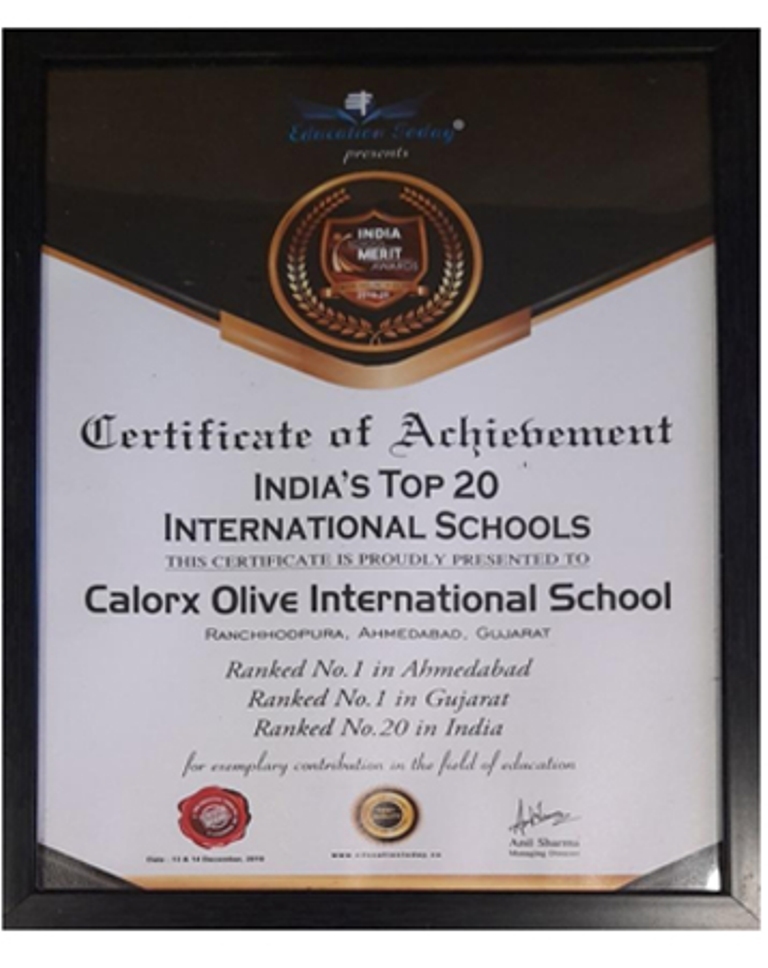 Education Today®
presents
INDIA
SCHOOL
MERIT
AWARDS
Certificate of Achievement
INDIA'S TOP 20
INTERNATIONAL SCHOOLS
THIS CERTIFICATE IS PROUDLY PRESENTED TO
Calorx Olive International School
RANCHHODPURA, AHMEDABAD, GUJARAT
Ranked No.1 in Ahmedabad
Ranked No.1 in Gujarat
Ranked No.20 in India
for exemplary contribution in the field of education
Date : 13 & 14 December, 2019
www.educationtoday.co
Anil Sharma
Managing Director